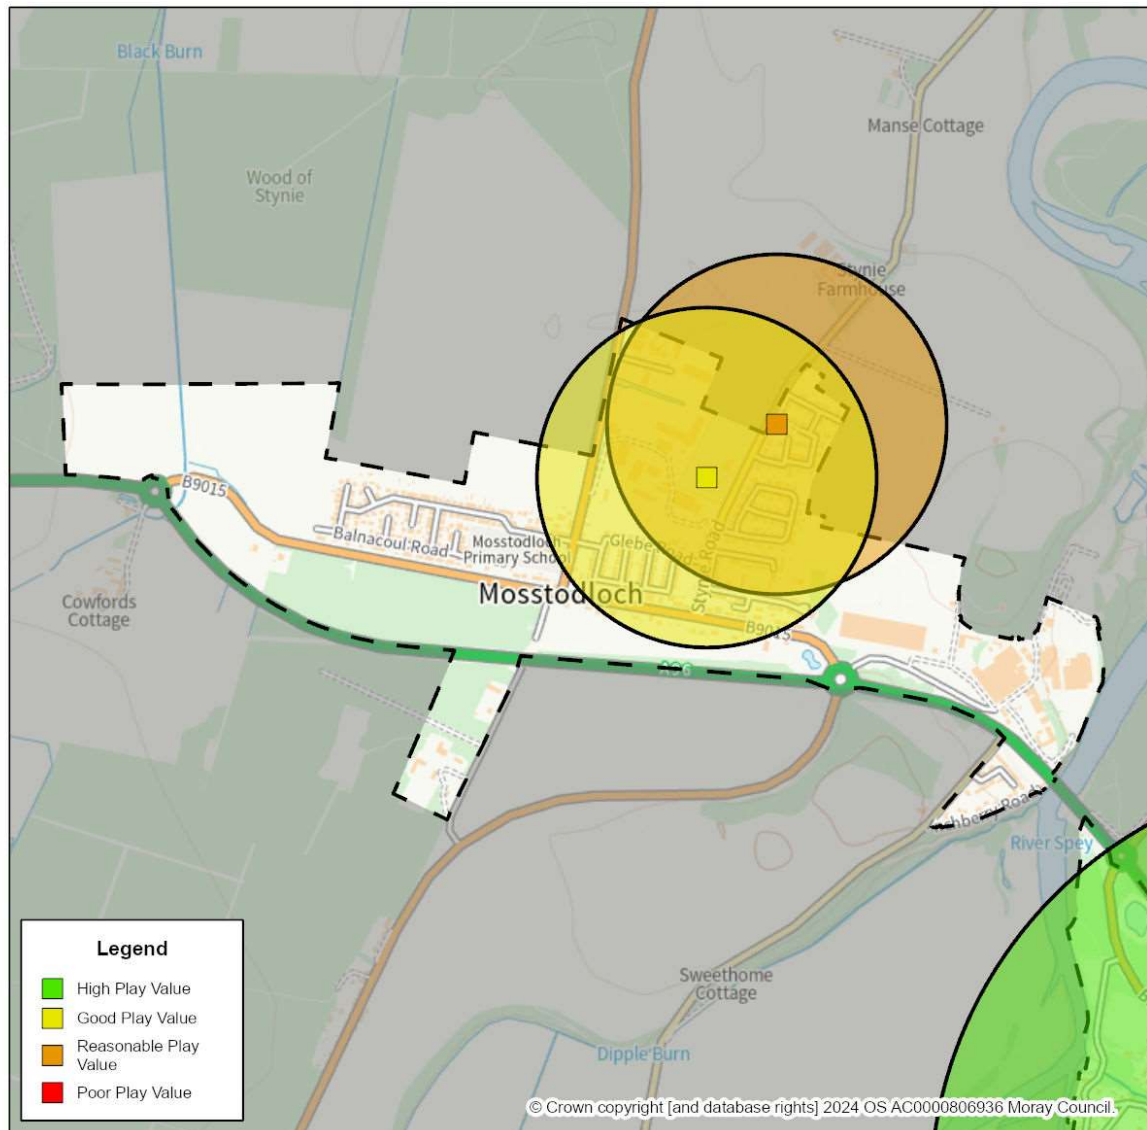 Black Burn
Manse Cottage
Wood of
Stynie
Stynie
Farmhouse
B9015
Balnacoul Road
Mosstodloch
Primary School
Glebe Road
Stynie Road
Mosstodloch
B9015
Cowfords
Cottage
A96
River Spey
Sweethome
Cottage
Dipple Burn
Legend
High Play Value
Good Play Value
Reasonable Play
Value
Poor Play Value
© Crown copyright [and database rights] 2024 OS AC0000806936 Moray Council.